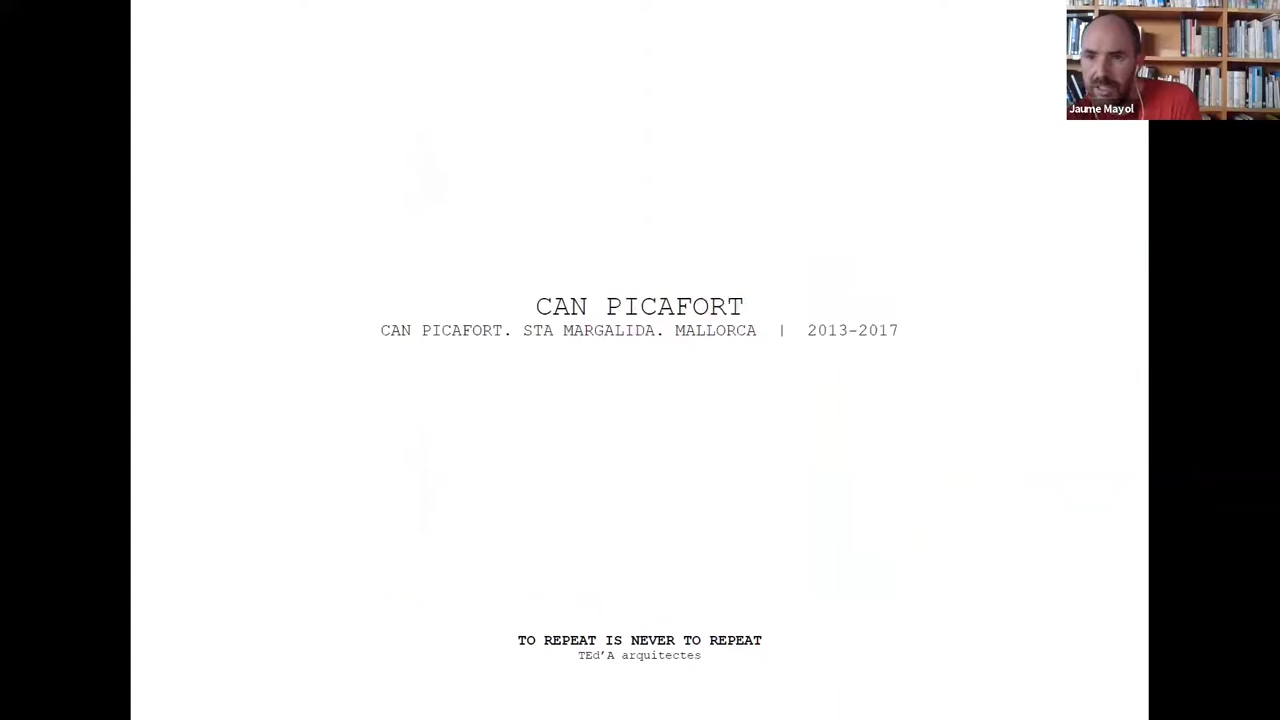 Jaume Mayol
CAN PICAFORT
CAN PICAFORT. STA MARGALIDA. MALLORCA | 2013-2017
TO REPEAT IS NEVER TO REPEAT
TEd'A arquitectes